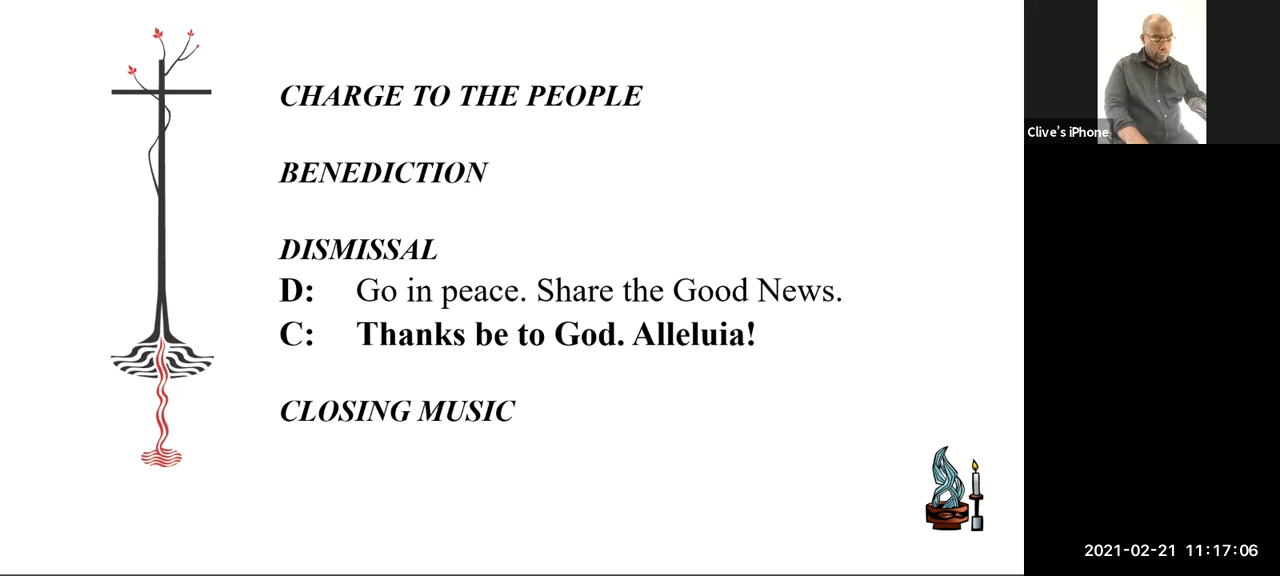 CHARGE TO THE PEOPLE
BENEDICTION
DISMISSAL
D: Go in peace. Share the Good News.
C: Thanks be to God. Alleluia!
CLOSING MUSIC
Clive's iPhone
2021-02-21 11:17:06